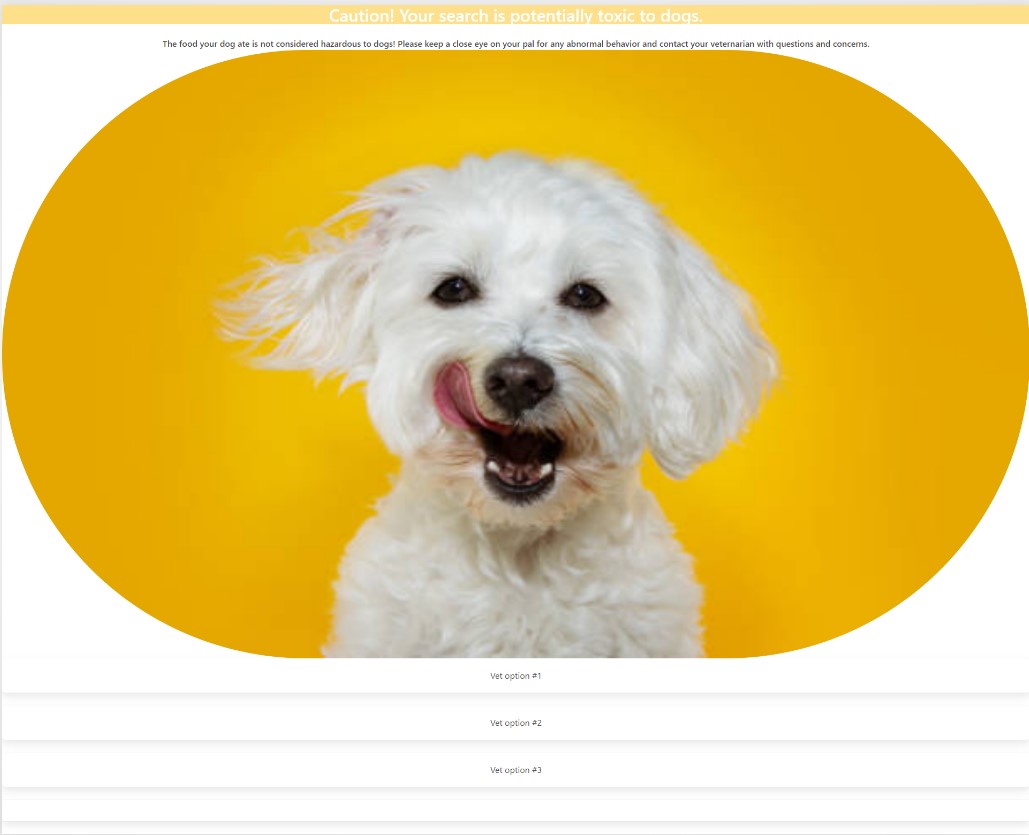 Caution! Your search is potentially toxic to dogs.
The food your dog ate is not considered hazardous to dogs! Please keep a close eye on your pal for any abnormal behavior and contact your veternarian with questions and concerns.
Vet option #1
Vet option #2
Vet option #3